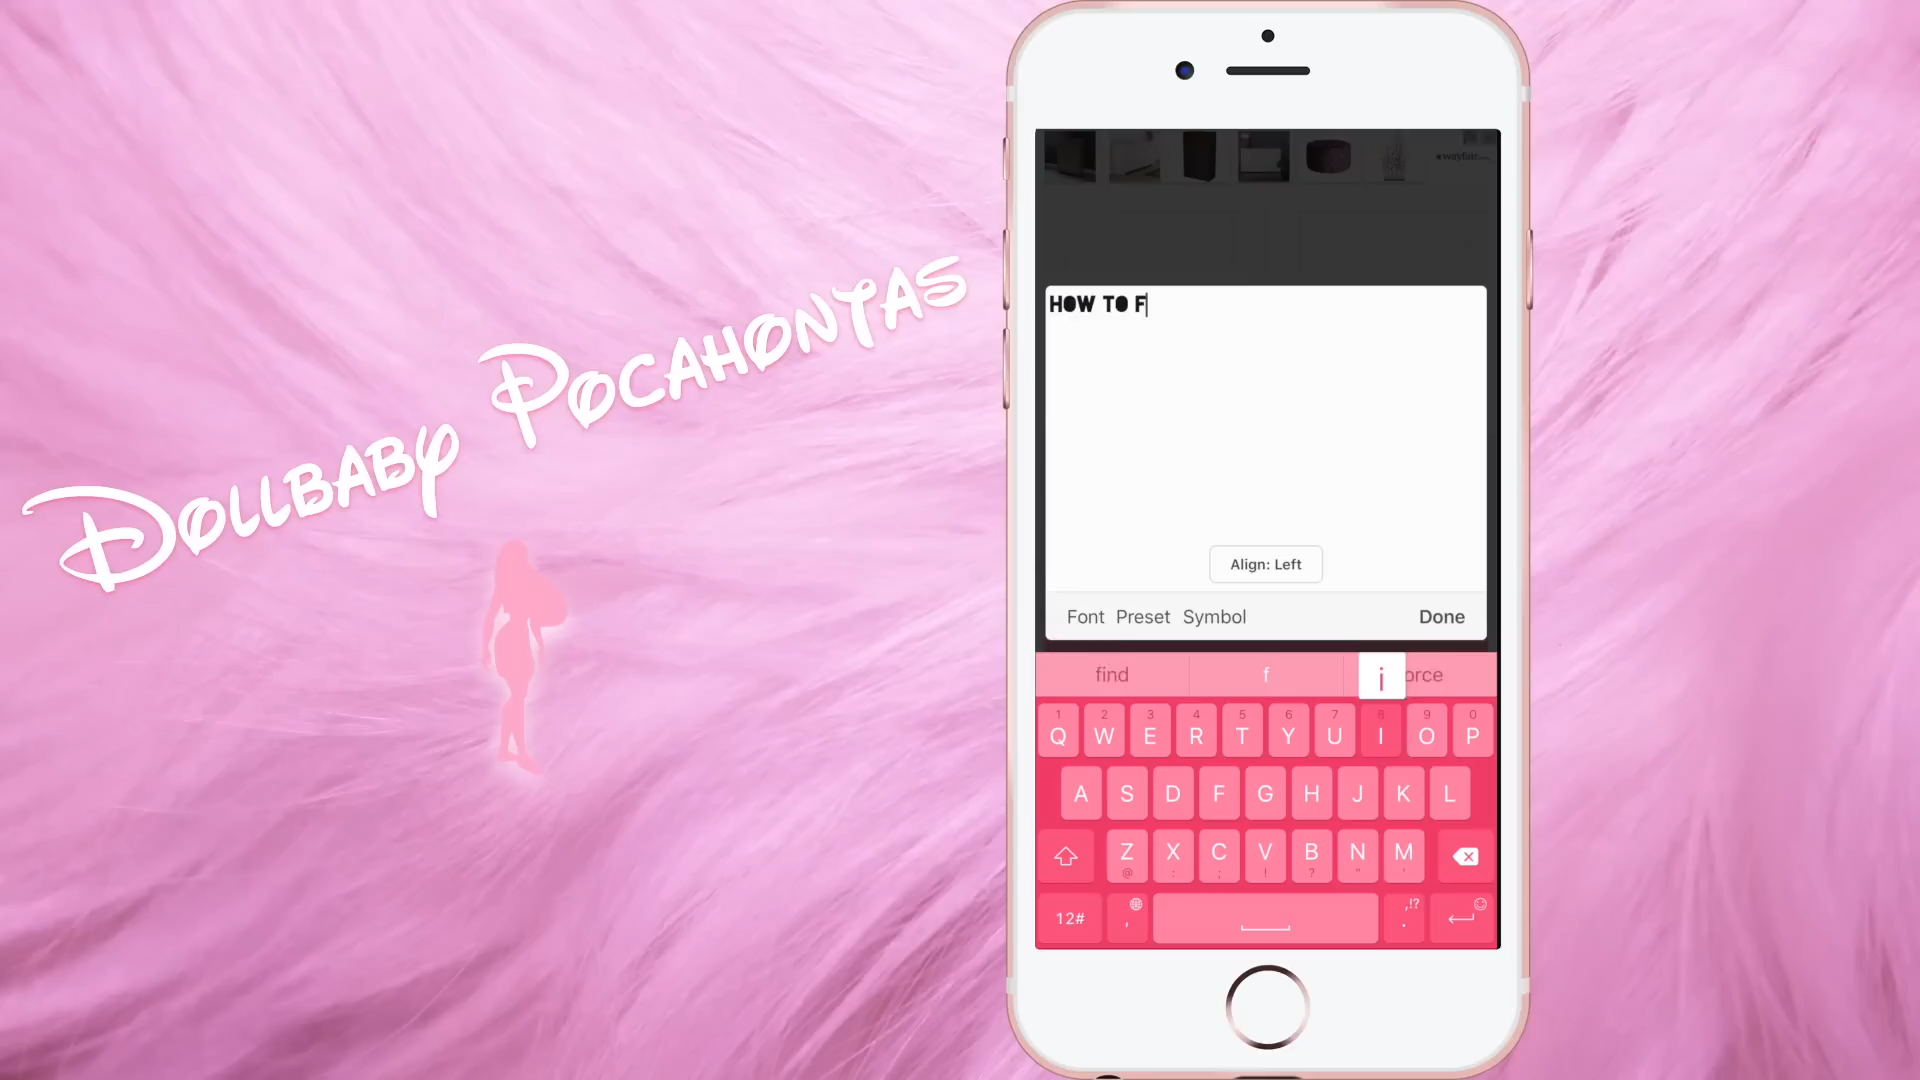 Dollbaby Pocahontas
wayfair
HOW TO F
Align: Left
Font Preset Symbol Done
find f i orce
1 2 3 4 5 6 7 8 9 0
Q W E R T Y U I O P
A S D F G H J K L
Z X C V B N M
@ : ; ! ? " '
12# , . ,!?